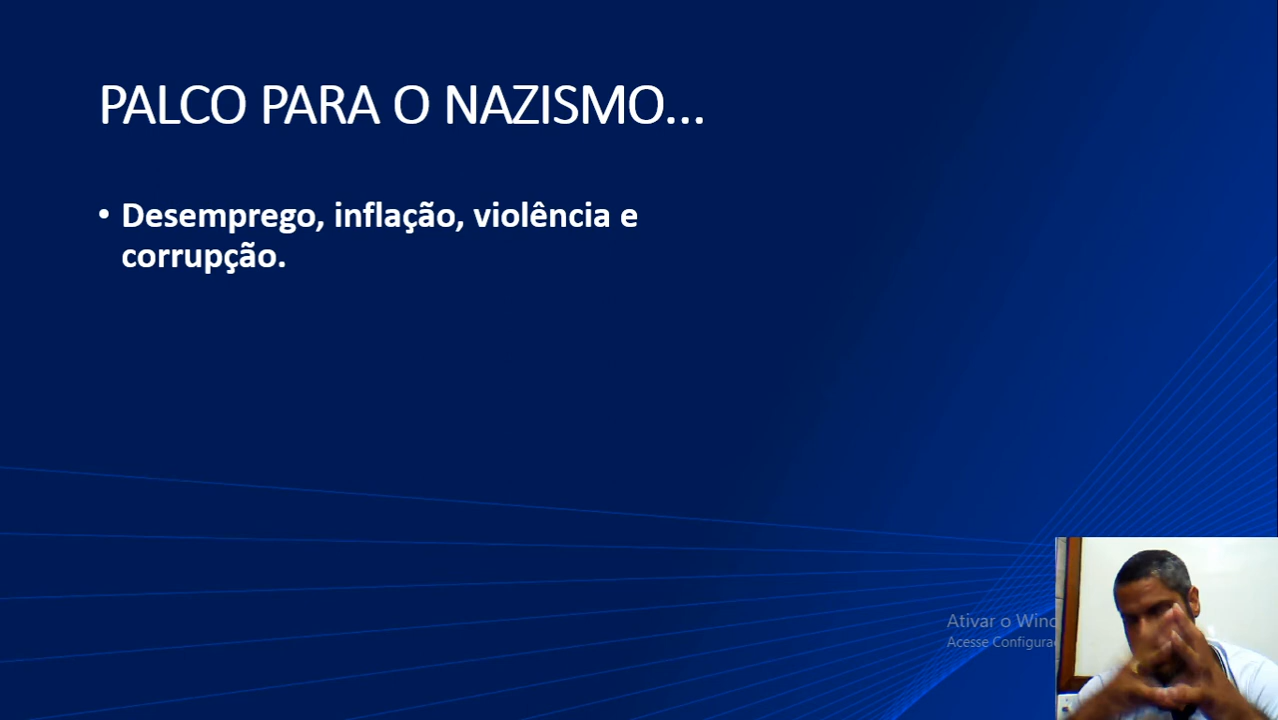 PALCO PARA O NAZISMO...
• Desemprego, inflação, violência e
corrupção.
Ativar o Wind
Acesse Configura